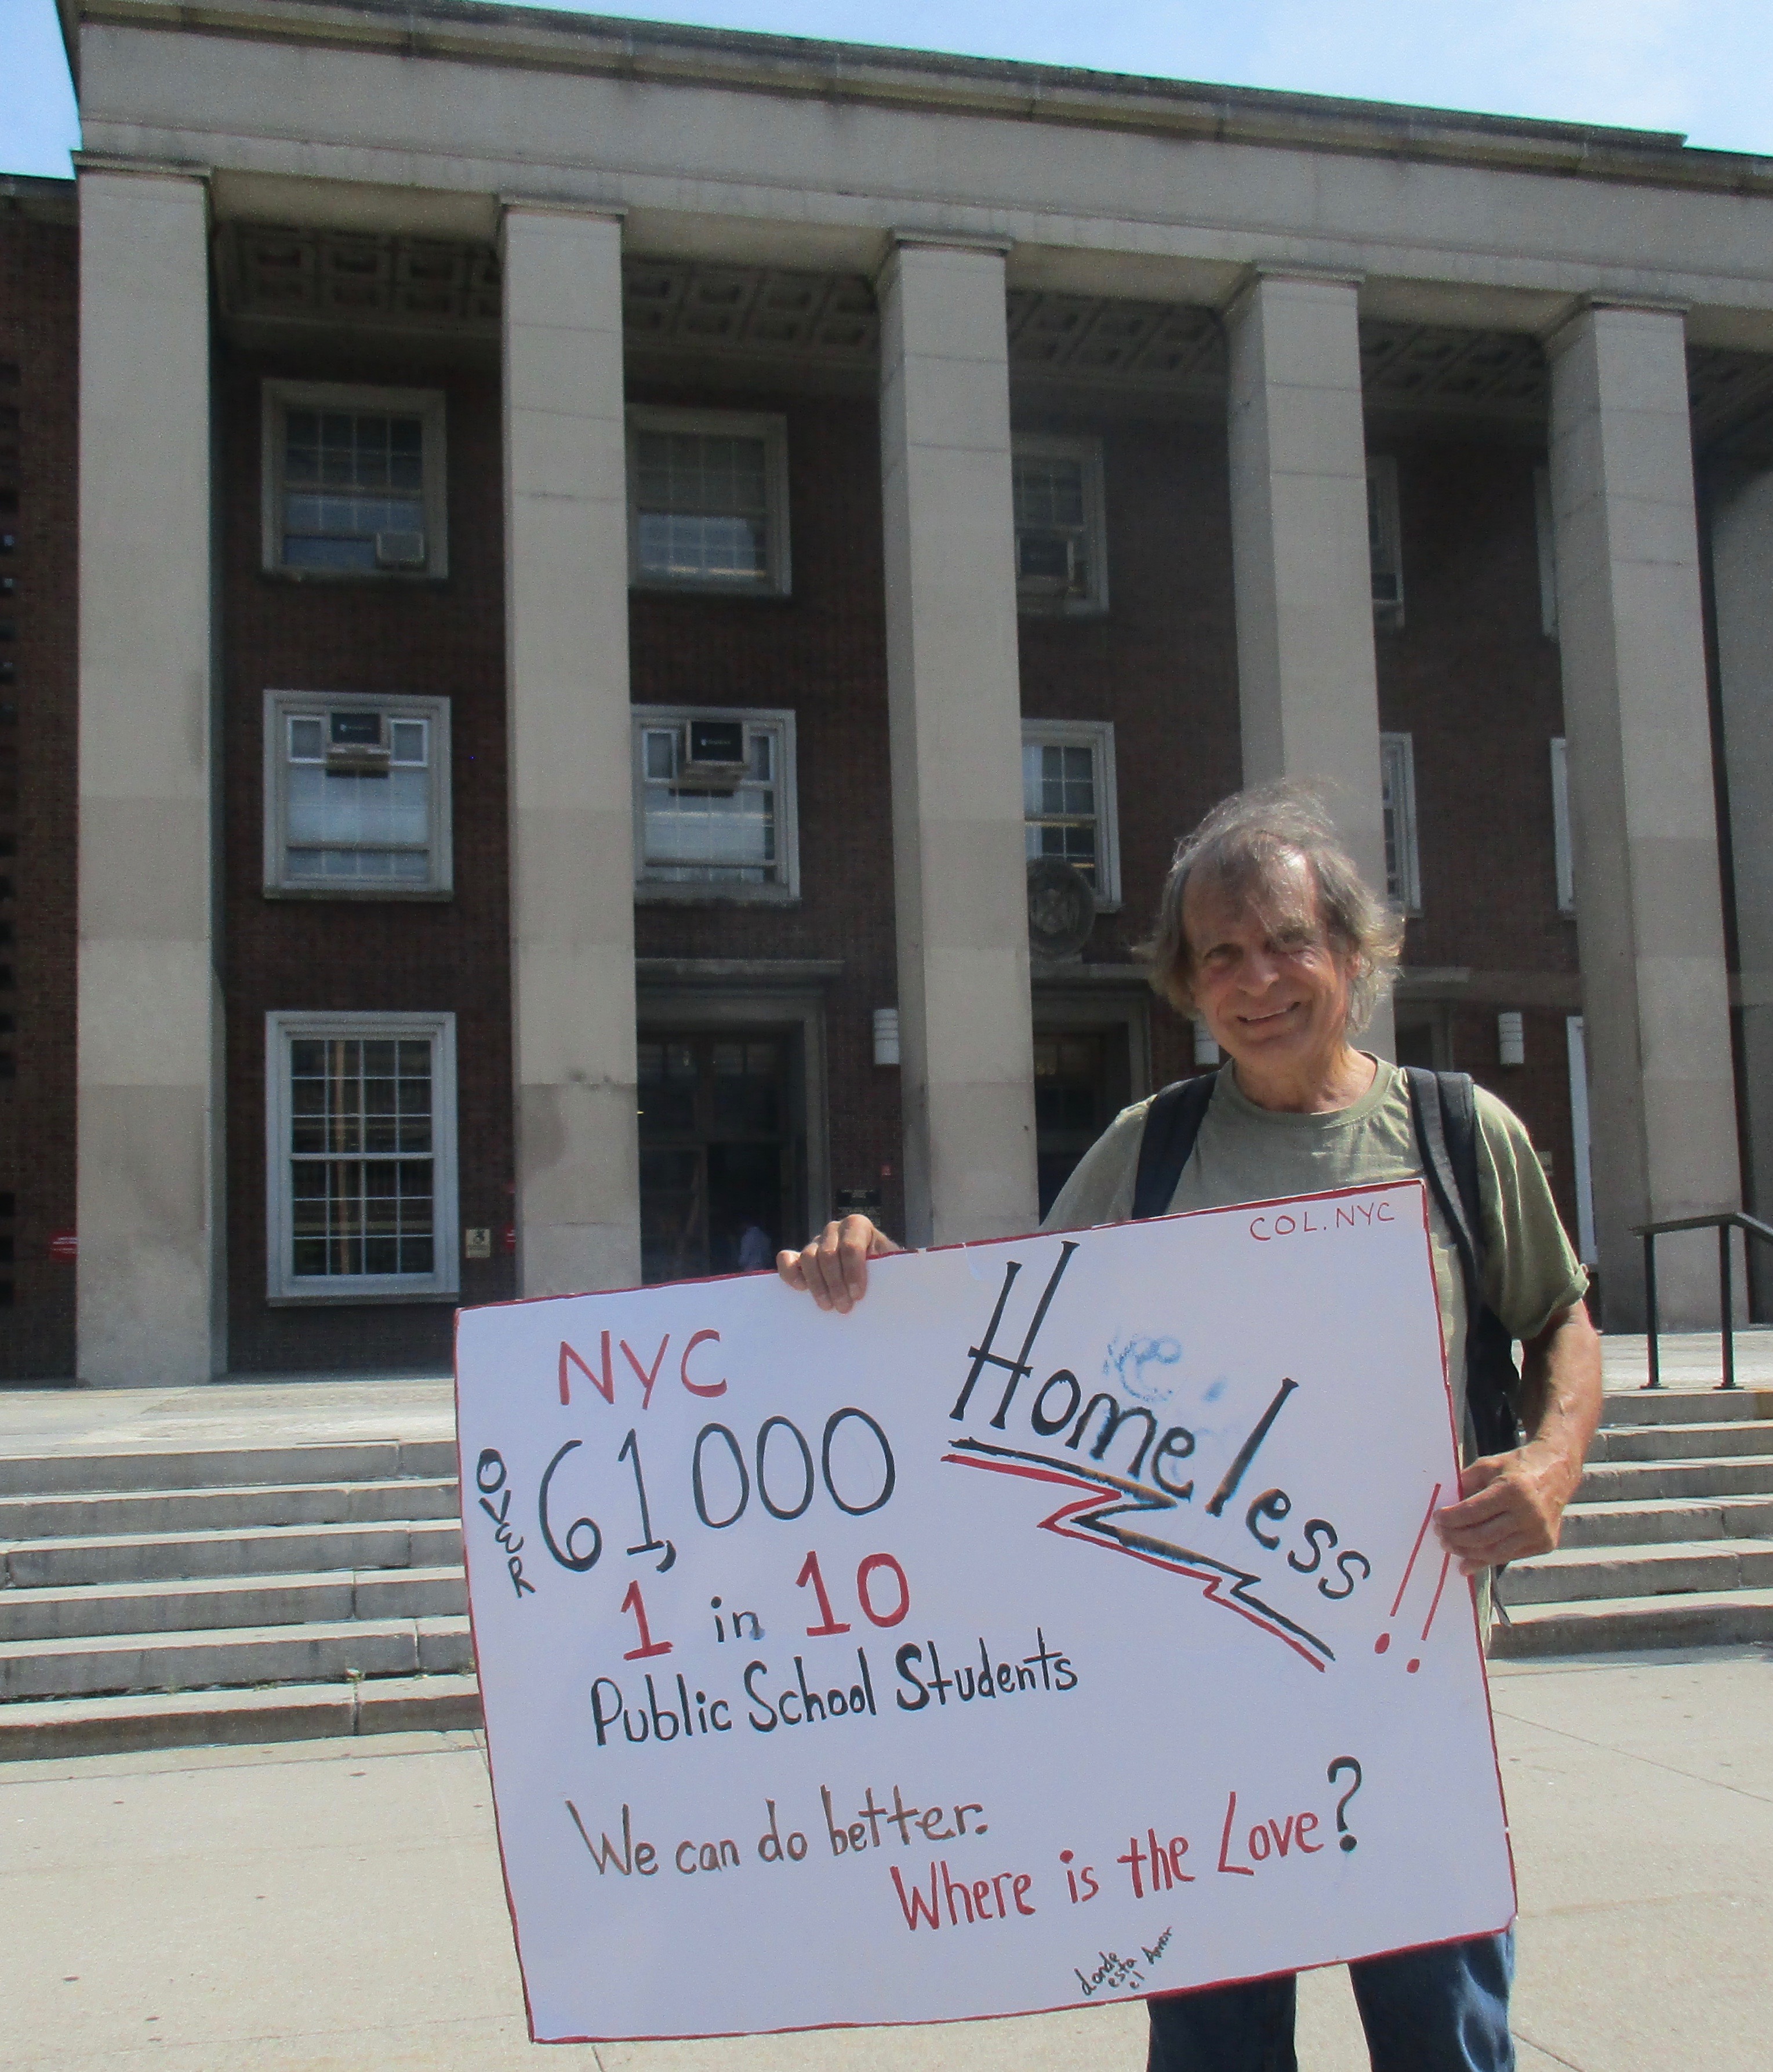 COL.NYC
NYC
Homeless!!
OVER 61,000
1 in 10
Public School Students
We can do better.
Where is the Love?
donde
esta
el Amor